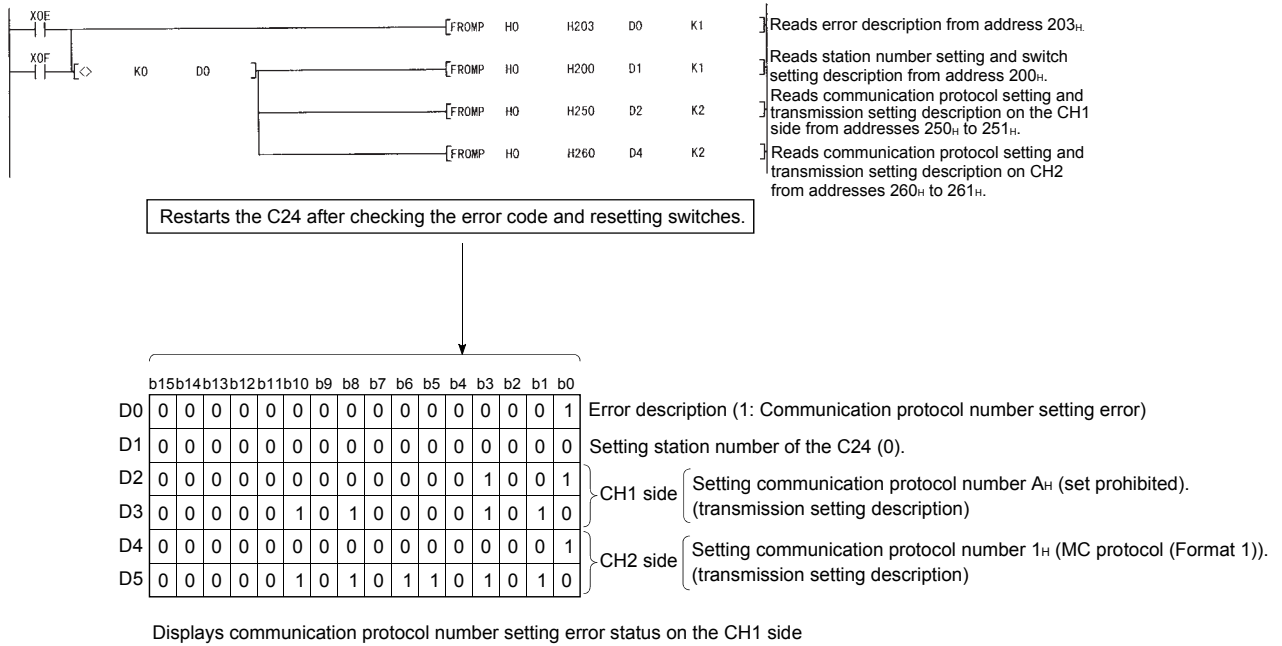 X0E
[FROMP H0 H203 D0 K1 ] Reads error description from address 203H.
X0F
[<> K0 D0 ]
[FROMP H0 H200 D1 K1 ] Reads station number setting and switch
setting description from address 200H.
[FROMP H0 H250 D2 K2 ] Reads communication protocol setting and
transmission setting description on the CH1
side from addresses 250H to 251H.
[FROMP H0 H260 D4 K2 ] Reads communication protocol setting and
transmission setting description on CH2
from addresses 260H to 261H.
Restarts the C24 after checking the error code and resetting switches.
b15 b14 b13 b12 b11 b10 b9 b8 b7 b6 b5 b4 b3 b2 b1 b0
D0 0 0 0 0 0 0 0 0 0 0 0 0 0 0 0 1 Error description (1: Communication protocol number setting error)
D1 0 0 0 0 0 0 0 0 0 0 0 0 0 0 0 0 Setting station number of the C24 (0).
D2 0 0 0 0 0 0 0 0 0 0 0 0 1 0 0 1
D3 0 0 0 0 0 1 0 1 0 0 0 0 1 0 1 0
CH1 side
Setting communication protocol number AH (set prohibited).
(transmission setting description)
D4 0 0 0 0 0 0 0 0 0 0 0 0 0 0 0 1
D5 0 0 0 0 0 1 0 1 0 1 1 0 1 0 1 0
CH2 side
Setting communication protocol number 1H (MC protocol (Format 1)).
(transmission setting description)
Displays communication protocol number setting error status on the CH1 side